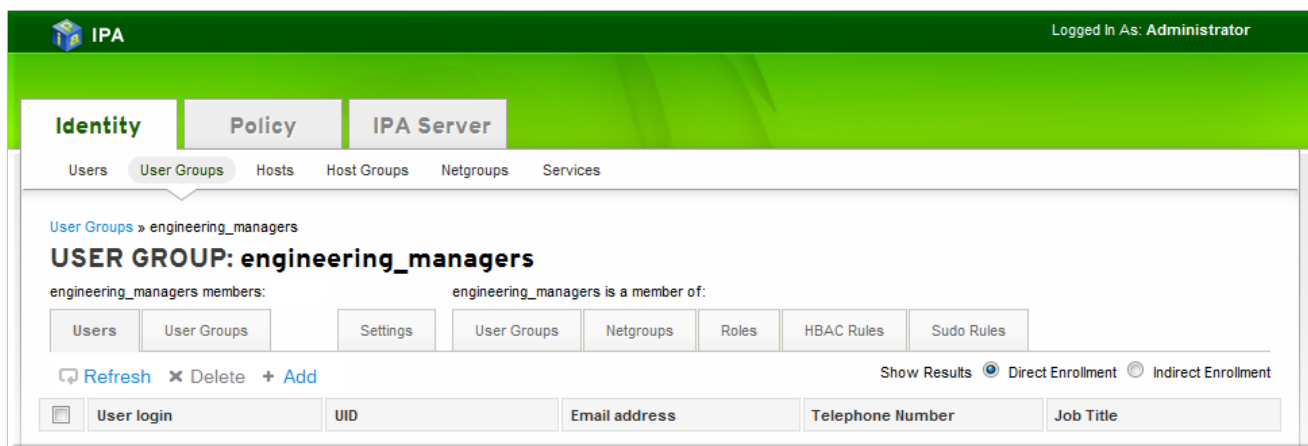 IPA
Logged In As: Administrator
Identity Policy IPA Server
Users User Groups Hosts Host Groups Netgroups Services
User Groups » engineering_managers
USER GROUP: engineering_managers
engineering_managers members: engineering_managers is a member of:
Users User Groups Settings User Groups Netgroups Roles HBAC Rules Sudo Rules
Refresh Delete + Add Show Results Direct Enrollment Indirect Enrollment
User login UID Email address Telephone Number Job Title